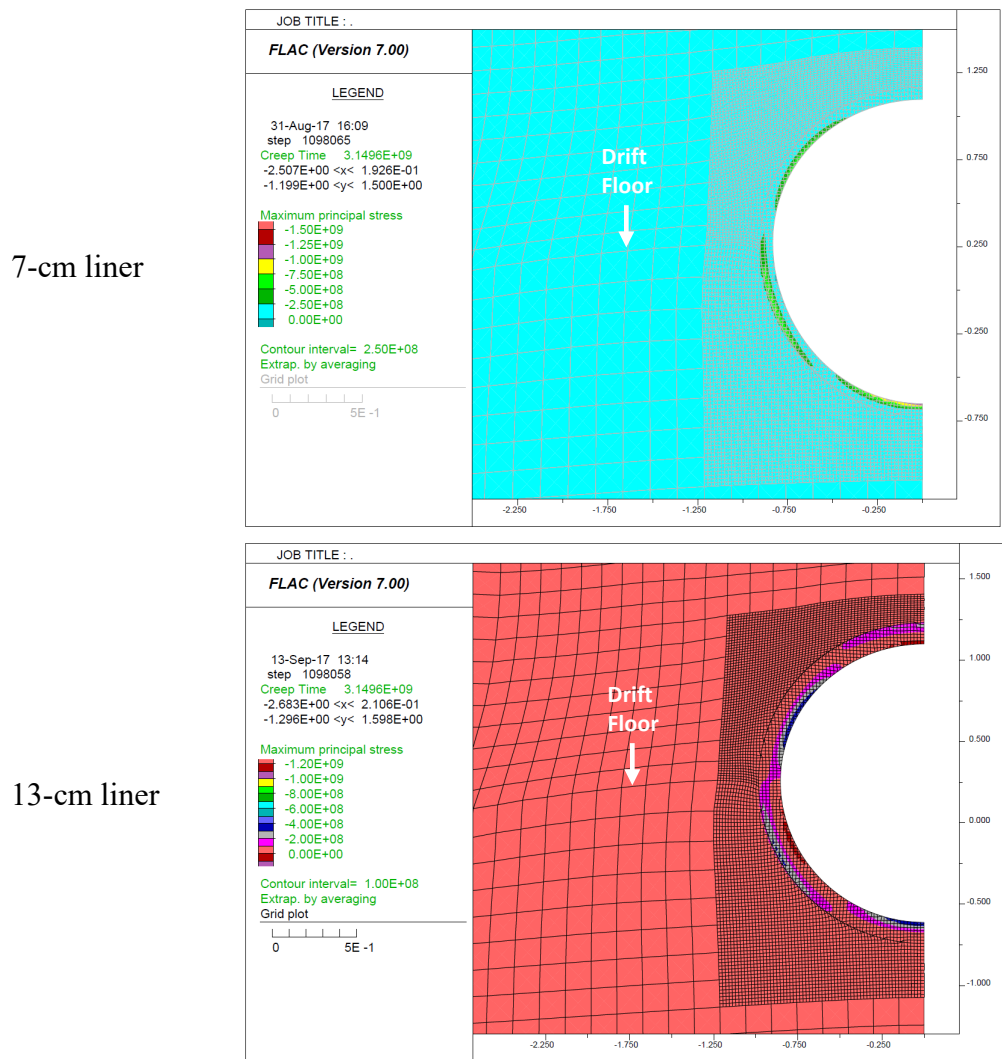 7-cm liner
JOB TITLE : .
FLAC (Version 7.00)
LEGEND
31-Aug-17 16:09
step 1098065
Creep Time 3.1496E+09
-2.507E+00 <x< 1.926E-01
-1.199E+00 <y< 1.500E+00
Maximum principal stress
-1.50E+09
-1.25E+09
-1.00E+09
-7.50E+08
-5.00E+08
-2.50E+08
0.00E+00
Contour interval= 2.50E+08
Extrap. by averaging
Grid plot
0 5E -1
Drift
Floor
1.250
0.750
0.250
-0.250
-0.750
-2.250 -1.750 -1.250 -0.750 -0.250
13-cm liner
JOB TITLE : .
FLAC (Version 7.00)
LEGEND
13-Sep-17 13:14
step 1098058
Creep Time 3.1496E+09
-2.683E+00 <x< 2.106E-01
-1.296E+00 <y< 1.598E+00
Maximum principal stress
-1.20E+09
-1.00E+09
-8.00E+08
-6.00E+08
-4.00E+08
-2.00E+08
0.00E+00
Contour interval= 1.00E+08
Extrap. by averaging
Grid plot
0 5E -1
Drift
Floor
1.500
1.000
0.500
0.000
-0.500
-1.000
-2.250 -1.750 -1.250 -0.750 -0.250